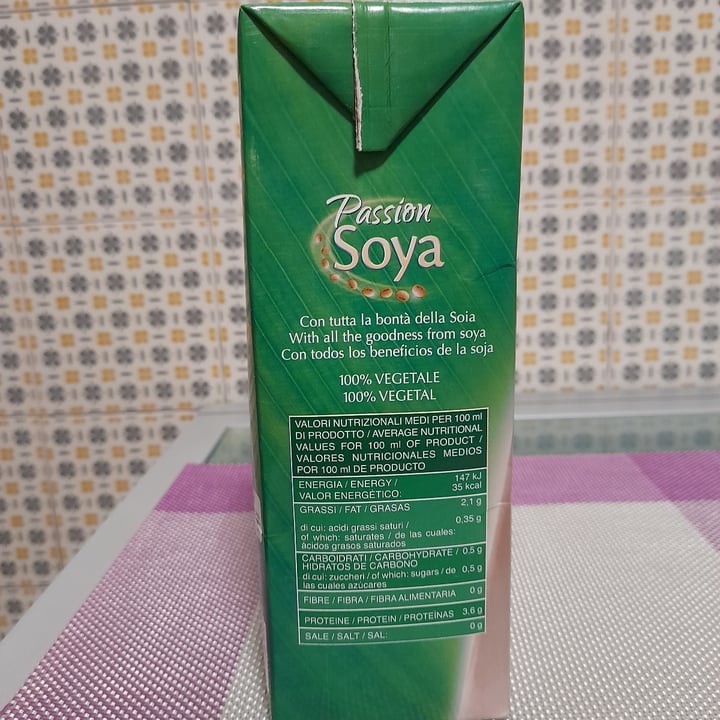 Passion
Soya
Con tutta la bontà della Soia
With all the goodness from soya
Con todos los beneficios de la soja
100% VEGETALE
100% VEGETAL
VALORI NUTRIZIONALI MEDI PER 100 ml
DI PRODOTTO / AVERAGE NUTRITIONAL
VALUES FOR 100 ml OF PRODUCT /
VALORES NUTRICIONALES MEDIOS
POR 100 ml DE PRODUCTO
ENERGIA / ENERGY / 147 kJ
VALOR ENERGÉTICO: 35 kcal
GRASSI / FAT / GRASAS 2,1 g
di cui: acidi grassi saturi / 0,35 g
of which: saturates / de las cuales:
ácidos grasos saturados
CARBOIDRATI / CARBOHYDRATE / 0,5 g
HIDRATOS DE CARBONO
di cui: zuccheri / of which: sugars / de 0,5 g
las cuales azúcares
FIBRE / FIBRA / FIBRA ALIMENTARIA 0 g
PROTEINE / PROTEIN / PROTEÍNAS 3,6 g
SALE / SALT / SAL: 0 g